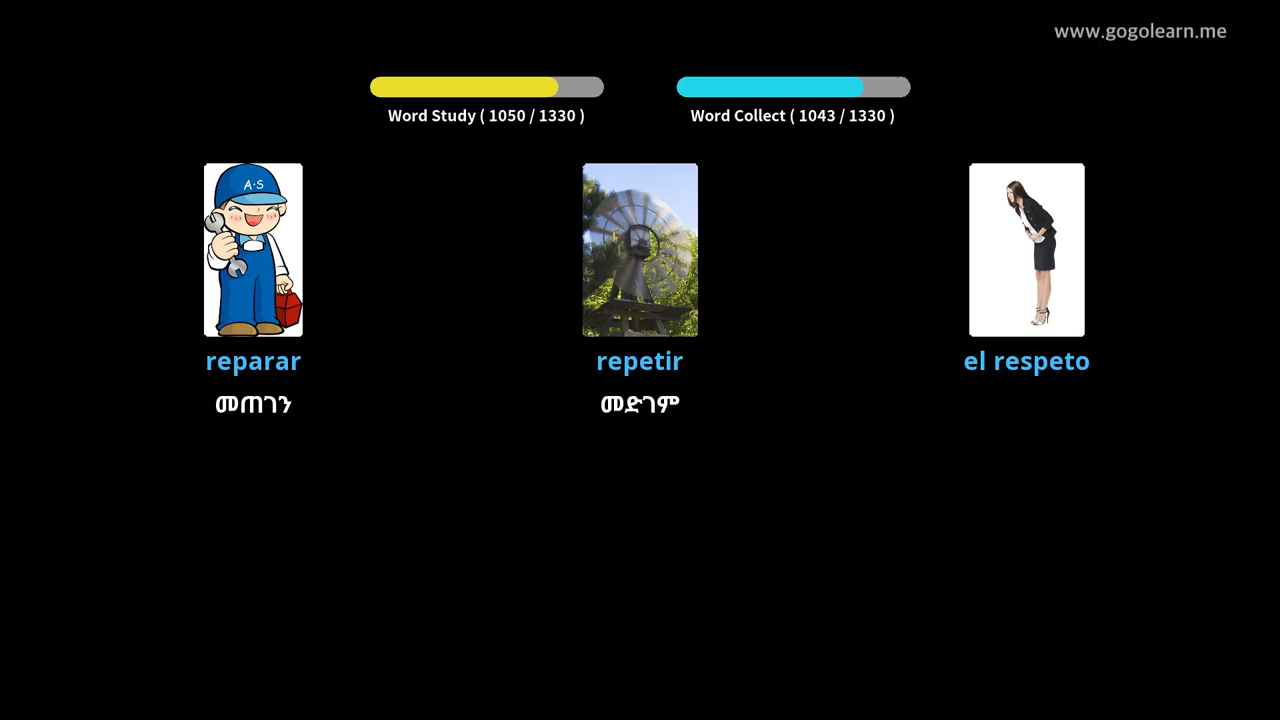 www.gogolearn.me
Word Study ( 1050 / 1330 )
Word Collect ( 1043 / 1330 )
A·S
reparar
repetir
el respeto
መጠገን
መድገም